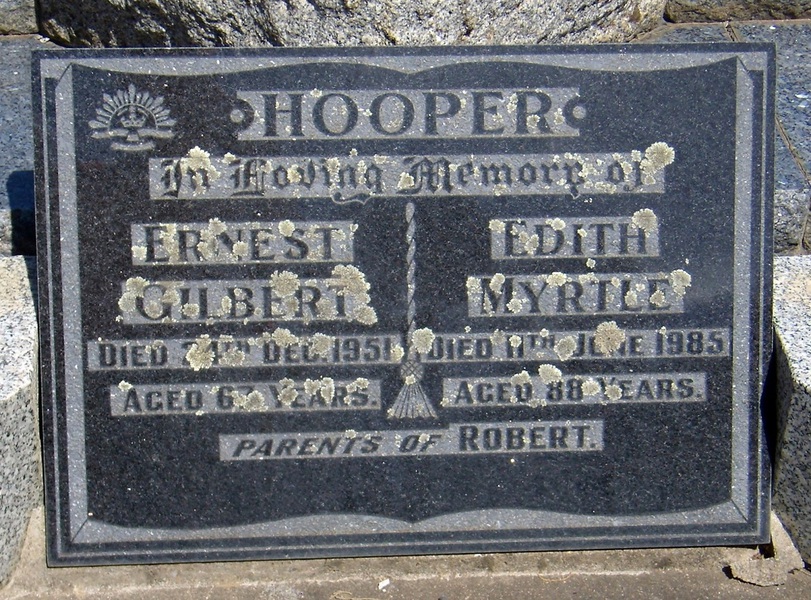 HOOPER
In Loving Memory of
ERNEST
GILBERT
DIED DEC. 1951
AGED YEARS.
EDITH
MYRTLE
DIED 11TH JUNE 1985
AGED 88 YEARS.
PARENTS OF ROBERT.